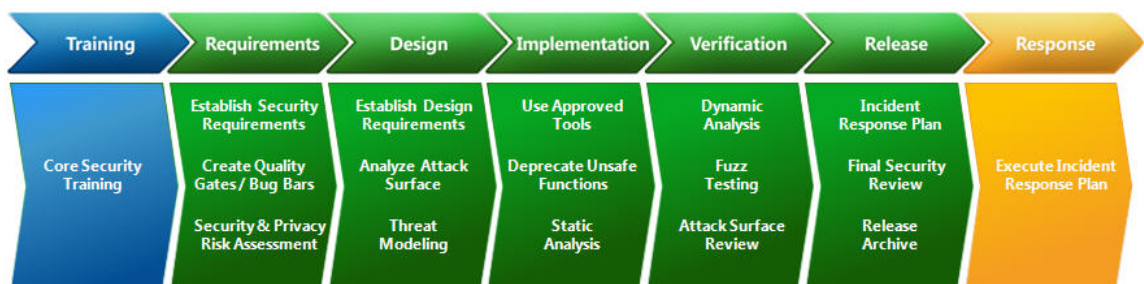 Training
Requirements
Design
Implementation
Verification
Release
Response
Core Security
Training
Establish Security
Requirements
Create Quality
Gates / Bug Bars
Security & Privacy
Risk Assessment
Establish Design
Requirements
Analyze Attack
Surface
Threat
Modeling
Use Approved
Tools
Deprecate Unsafe
Functions
Static
Analysis
Dynamic
Analysis
Fuzz
Testing
Attack Surface
Review
Incident
Response Plan
Final Security
Review
Release
Archive
Execute Incident
Response Plan